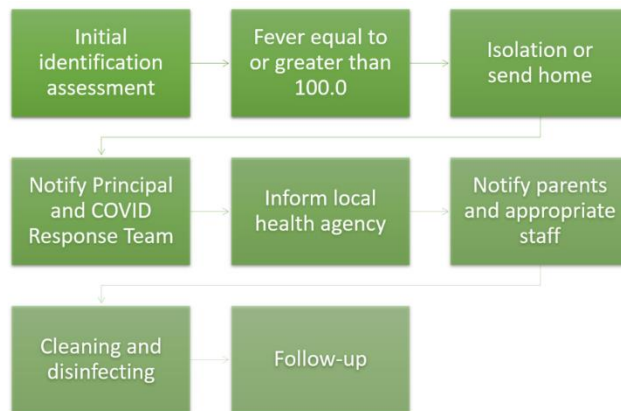 Initial
identification
assessment
Fever equal to
or greater than
100.0
Isolation or
send home
Notify Principal
and COVID
Response Team
Inform local
health agency
Notify parents
and appropriate
staff
Cleaning and
disinfecting
Follow-up